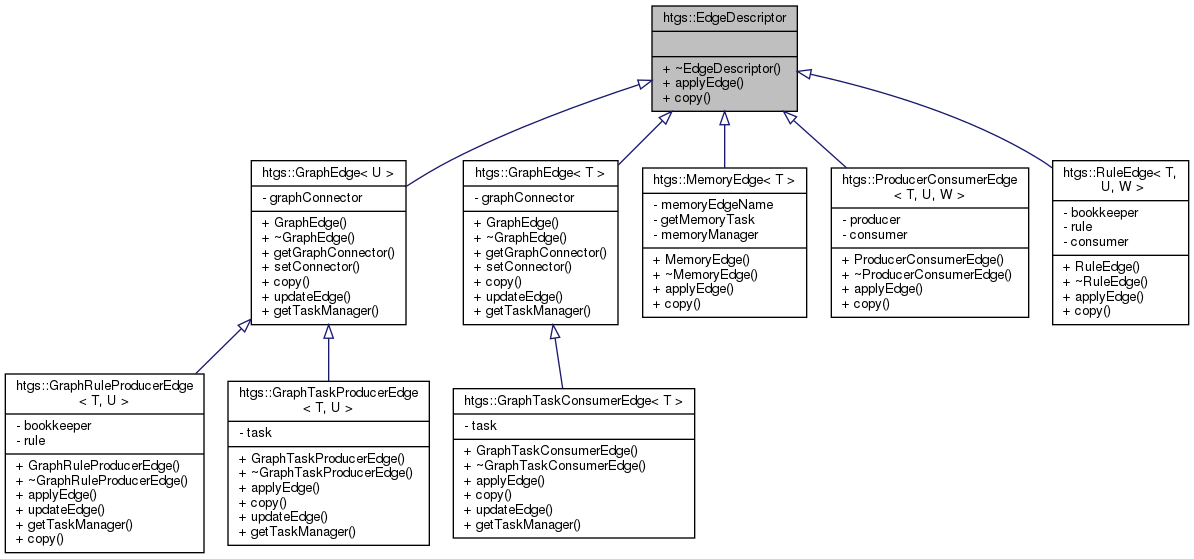 htgs::EdgeDescriptor
+ ~EdgeDescriptor()
+ applyEdge()
+ copy()
htgs::GraphEdge< U >
- graphConnector
+ GraphEdge()
+ ~GraphEdge()
+ getGraphConnector()
+ setConnector()
+ copy()
+ updateEdge()
+ getTaskManager()
htgs::GraphEdge< T >
- graphConnector
+ GraphEdge()
+ ~GraphEdge()
+ getGraphConnector()
+ setConnector()
+ copy()
+ updateEdge()
+ getTaskManager()
htgs::MemoryEdge< T >
- memoryEdgeName
- getMemoryTask
- memoryManager
+ MemoryEdge()
+ ~MemoryEdge()
+ applyEdge()
+ copy()
htgs::ProducerConsumerEdge
< T, U, W >
- producer
- consumer
+ ProducerConsumerEdge()
+ ~ProducerConsumerEdge()
+ applyEdge()
+ copy()
htgs::RuleEdge< T,
U, W >
- bookkeeper
- rule
- consumer
+ RuleEdge()
+ ~RuleEdge()
+ applyEdge()
+ copy()
htgs::GraphRuleProducerEdge
< T, U >
- bookkeeper
- rule
+ GraphRuleProducerEdge()
+ ~GraphRuleProducerEdge()
+ applyEdge()
+ updateEdge()
+ getTaskManager()
+ copy()
htgs::GraphTaskProducerEdge
< T, U >
- task
+ GraphTaskProducerEdge()
+ ~GraphTaskProducerEdge()
+ applyEdge()
+ copy()
+ updateEdge()
+ getTaskManager()
htgs::GraphTaskConsumerEdge< T >
- task
+ GraphTaskConsumerEdge()
+ ~GraphTaskConsumerEdge()
+ applyEdge()
+ copy()
+ updateEdge()
+ getTaskManager()